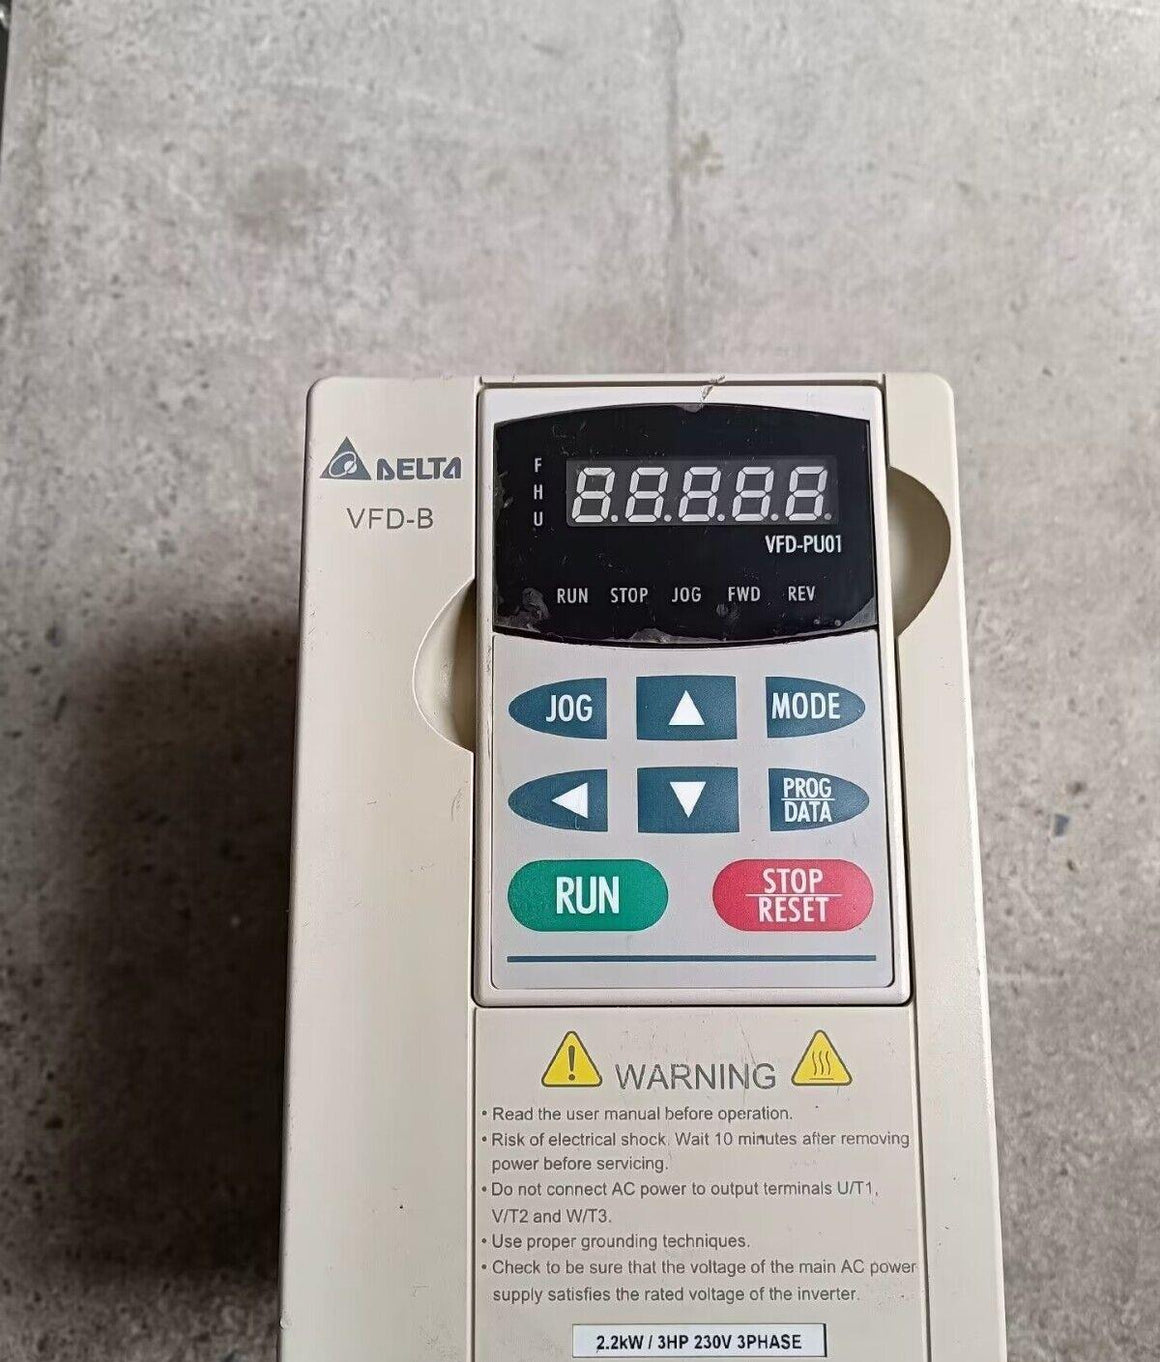 DELTA
VFD-B
F
H
U
8.8.8.8.8.
VFD-PU01
RUN STOP JOG FWD REV
JOG MODE
PROG
DATA
RUN
STOP
RESET
WARNING
• Read the user manual before operation.
• Risk of electrical shock. Wait 10 minutes after removing
power before servicing.
• Do not connect AC power to output terminals U/T1,
V/T2 and W/T3.
• Use proper grounding techniques.
• Check to be sure that the voltage of the main AC power
supply satisfies the rated voltage of the inverter.
2.2kW / 3HP 230V 3PHASE